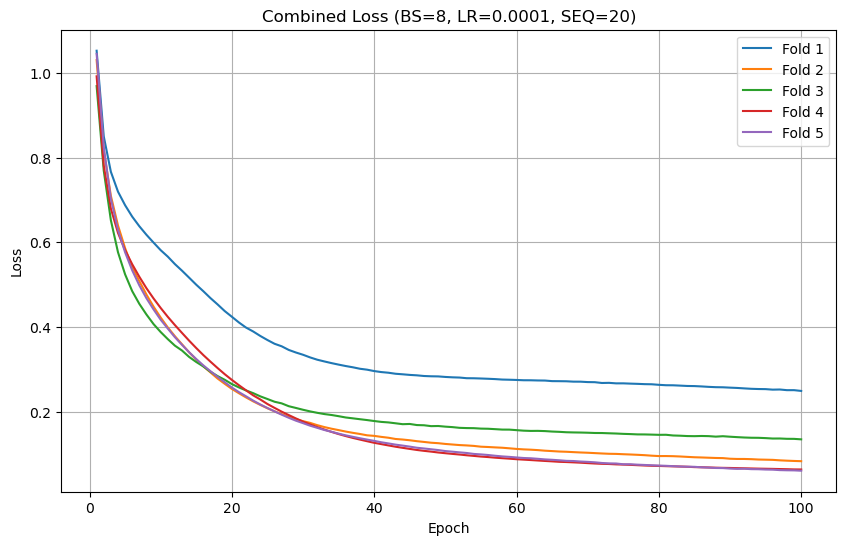 Combined Loss (BS=8, LR=0.0001, SEQ=20)
Fold 1
Fold 2
Fold 3
Fold 4
Fold 5
Loss
1.0
0.8
0.6
0.4
0.2
0 20 40 60 80 100
Epoch